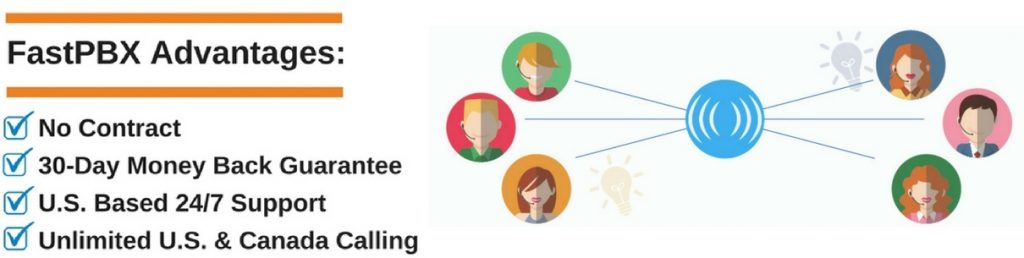 FastPBX Advantages:
No Contract
30-Day Money Back Guarantee
U.S. Based 24/7 Support
Unlimited U.S. & Canada Calling